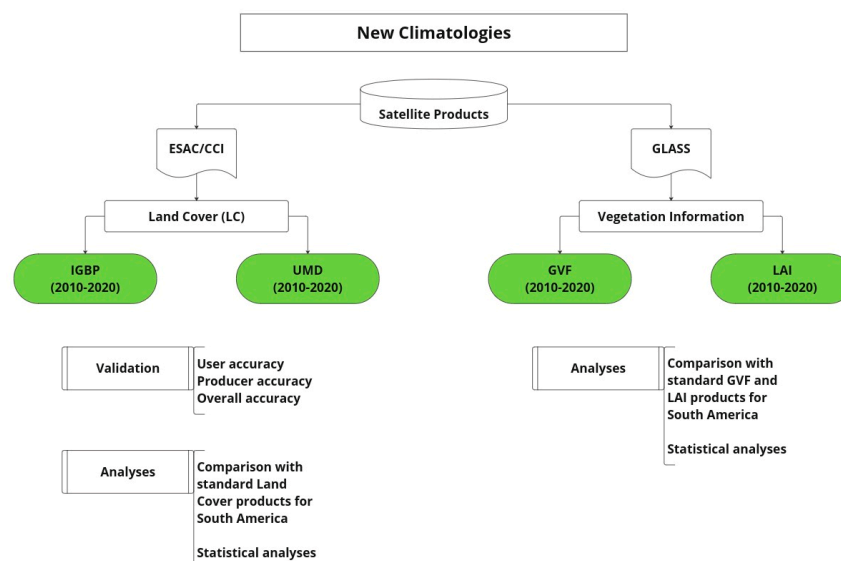 New Climatologies
Satellite Products
ESAC/CCI
GLASS
Land Cover (LC)
Vegetation Information
IGBP
(2010-2020)
UMD
(2010-2020)
GVF
(2010-2020)
LAI
(2010-2020)
Validation
User accuracy
Producer accuracy
Overall accuracy
Analyses
Comparison with
standard GVF and
LAI products for
South America
Statistical analyses
Analyses
Comparison with
standard Land
Cover products for
South America
Statistical analyses